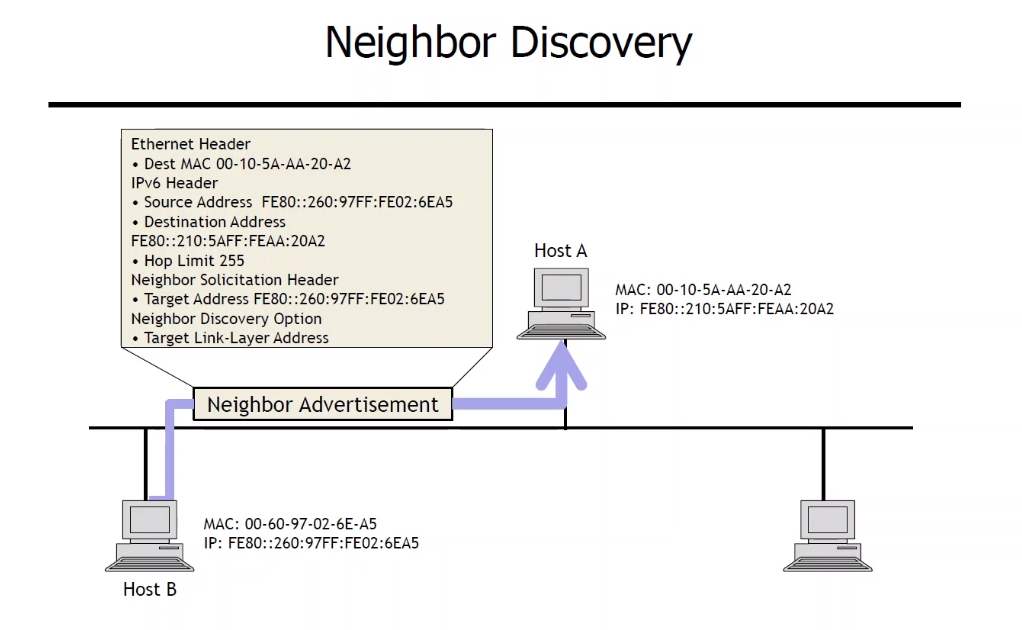 Neighbor Discovery
Ethernet Header
• Dest MAC 00-10-5A-AA-20-A2
IPv6 Header
• Source Address FE80::260:97FF:FE02:6EA5
• Destination Address
FE80::210:5AFF:FEAA:20A2
• Hop Limit 255
Neighbor Solicitation Header
• Target Address FE80::260:97FF:FE02:6EA5
Neighbor Discovery Option
• Target Link-Layer Address
Host A
MAC: 00-10-5A-AA-20-A2
IP: FE80::210:5AFF:FEAA:20A2
Neighbor Advertisement
MAC: 00-60-97-02-6E-A5
IP: FE80::260:97FF:FE02:6EA5
Host B